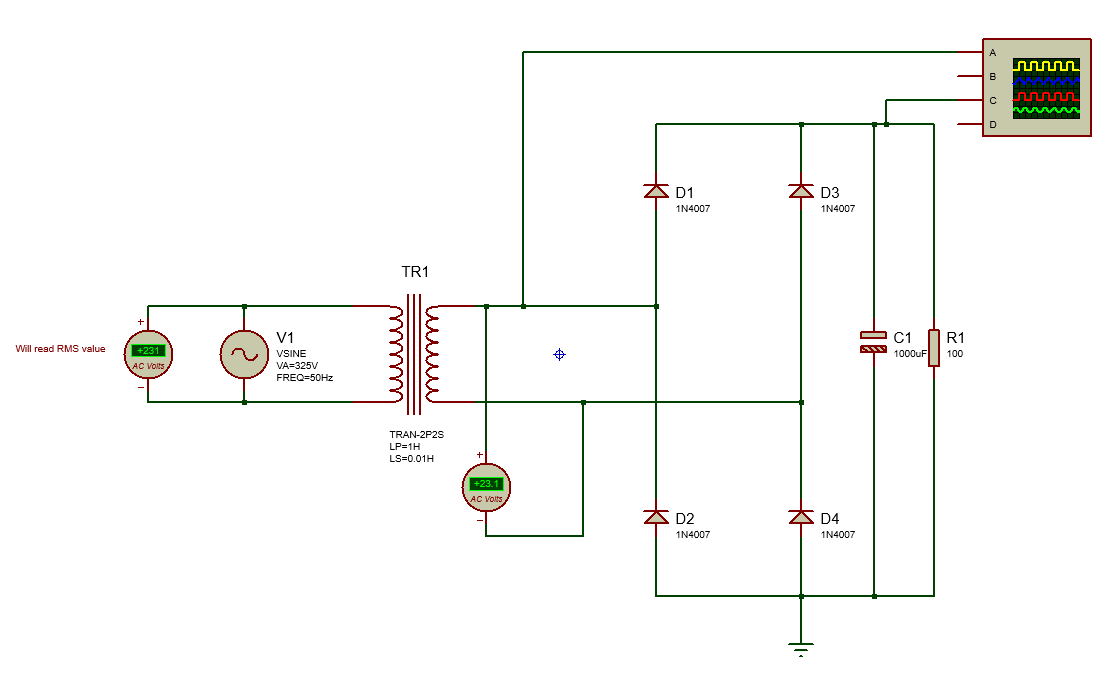 A
B
C
D
D1
1N4007
D3
1N4007
TR1
+
Will read RMS value
+231
AC Volts
−
V1
VSINE
VA=325V
FREQ=50Hz
C1
1000uF
R1
100
TRAN-2P2S
LP=1H
LS=0.01H
+
+23.1
AC Volts
−
D2
1N4007
D4
1N4007